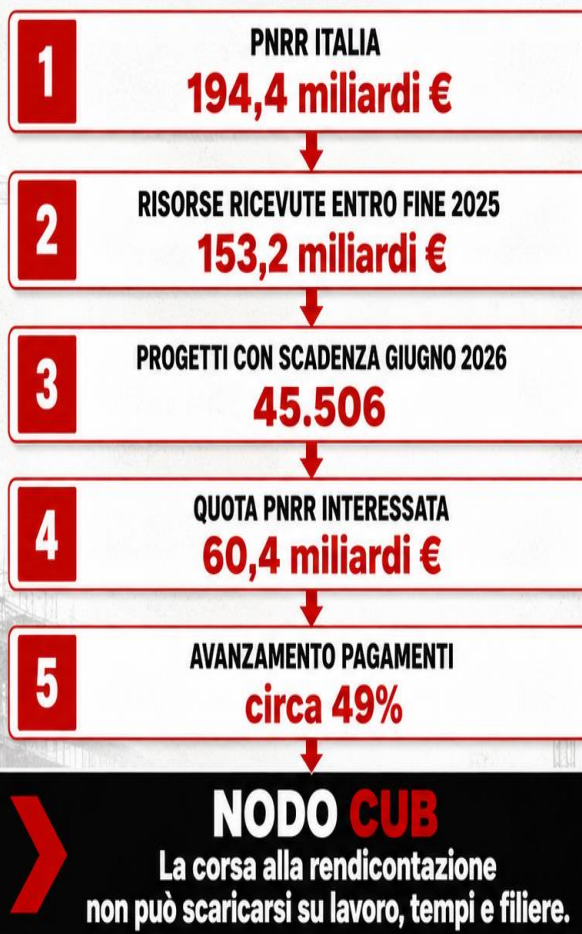 1
PNRR ITALIA
194,4 miliardi €
2
RISORSE RICEVUTE ENTRO FINE 2025
153,2 miliardi €
3
PROGETTI CON SCADENZA GIUGNO 2026
45.506
4
QUOTA PNRR INTERESSATA
60,4 miliardi €
5
AVANZAMENTO PAGAMENTI
circa 49%
NODO CUB
La corsa alla rendicontazione
non può scaricarsi su lavoro, tempi e filiere.